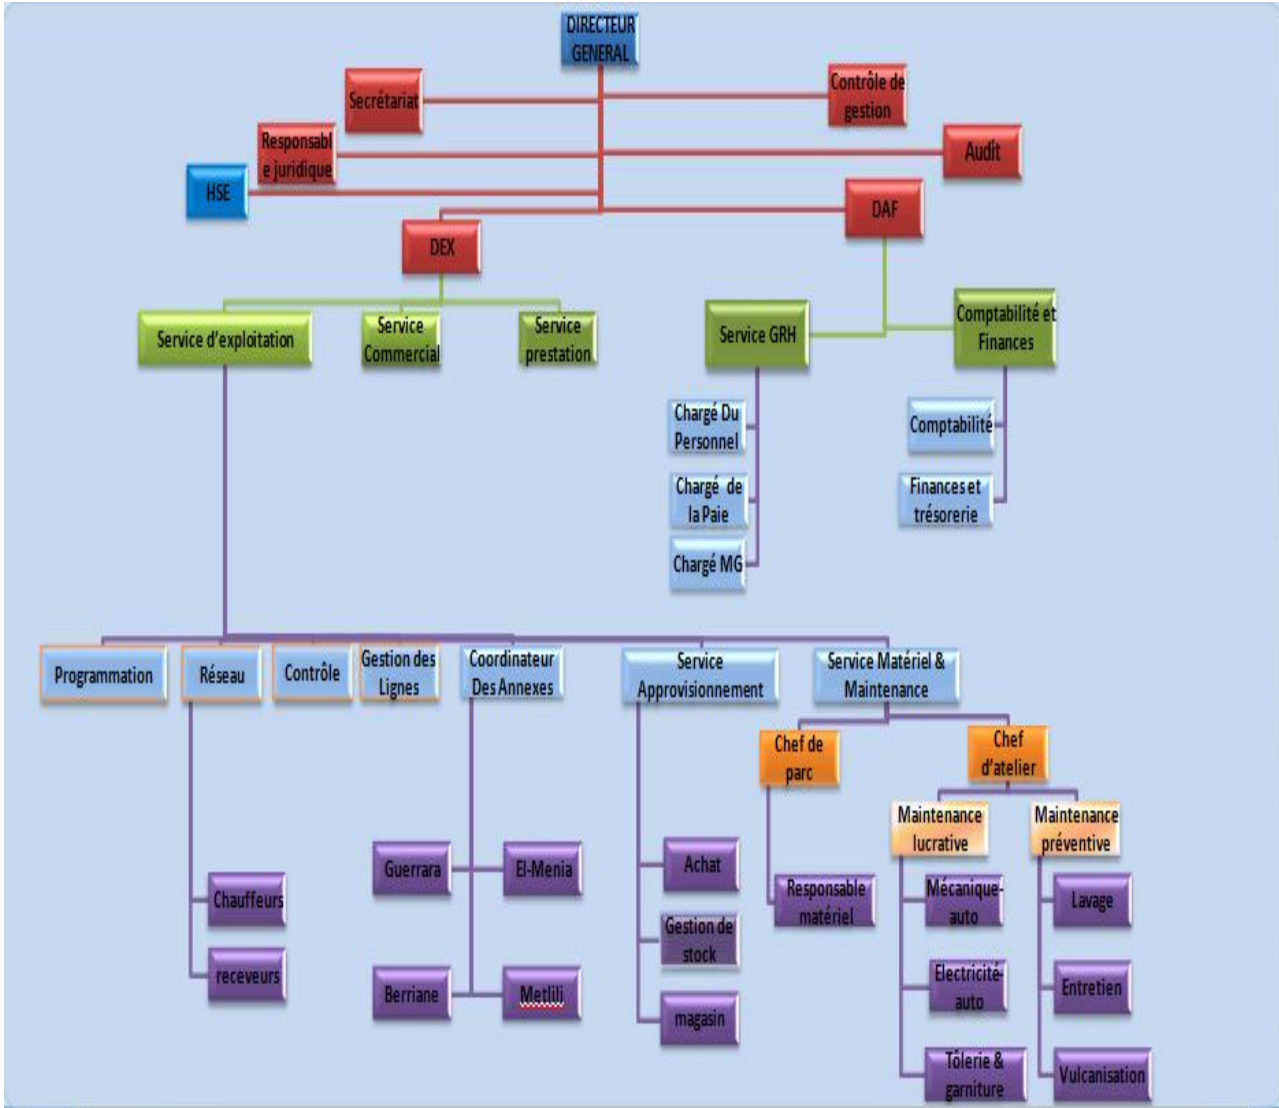 DIRECTEUR
GENERAL
Secrétariat
Contrôle de
gestion
Responsabl
e juridique
Audit
HSE
DAF
DEX
Service d'exploitation
Service
Commercial
Service
prestation
Service GRH
Comptabilité et
Finances
Chargé Du
Personnel
Comptabilité
Chargé de
la Paie
Finances et
trésorerie
Chargé MG
Programmation
Réseau
Contrôle
Gestion des
Lignes
Coordinateur
Des Annexes
Service
Approvisionnement
Service Matériel &
Maintenance
Chef de
parc
Chef
d'atelier
Maintenance
lucrative
Maintenance
préventive
Guerrara
El-Menia
Achat
Responsable
matériel
Mécanique-
auto
Lavage
Chauffeurs
Gestion de
stock
receveurs
Berriane
Metlili
Electricité-
auto
Entretien
magasin
Tôlerie &
garniture
Vulcanisation